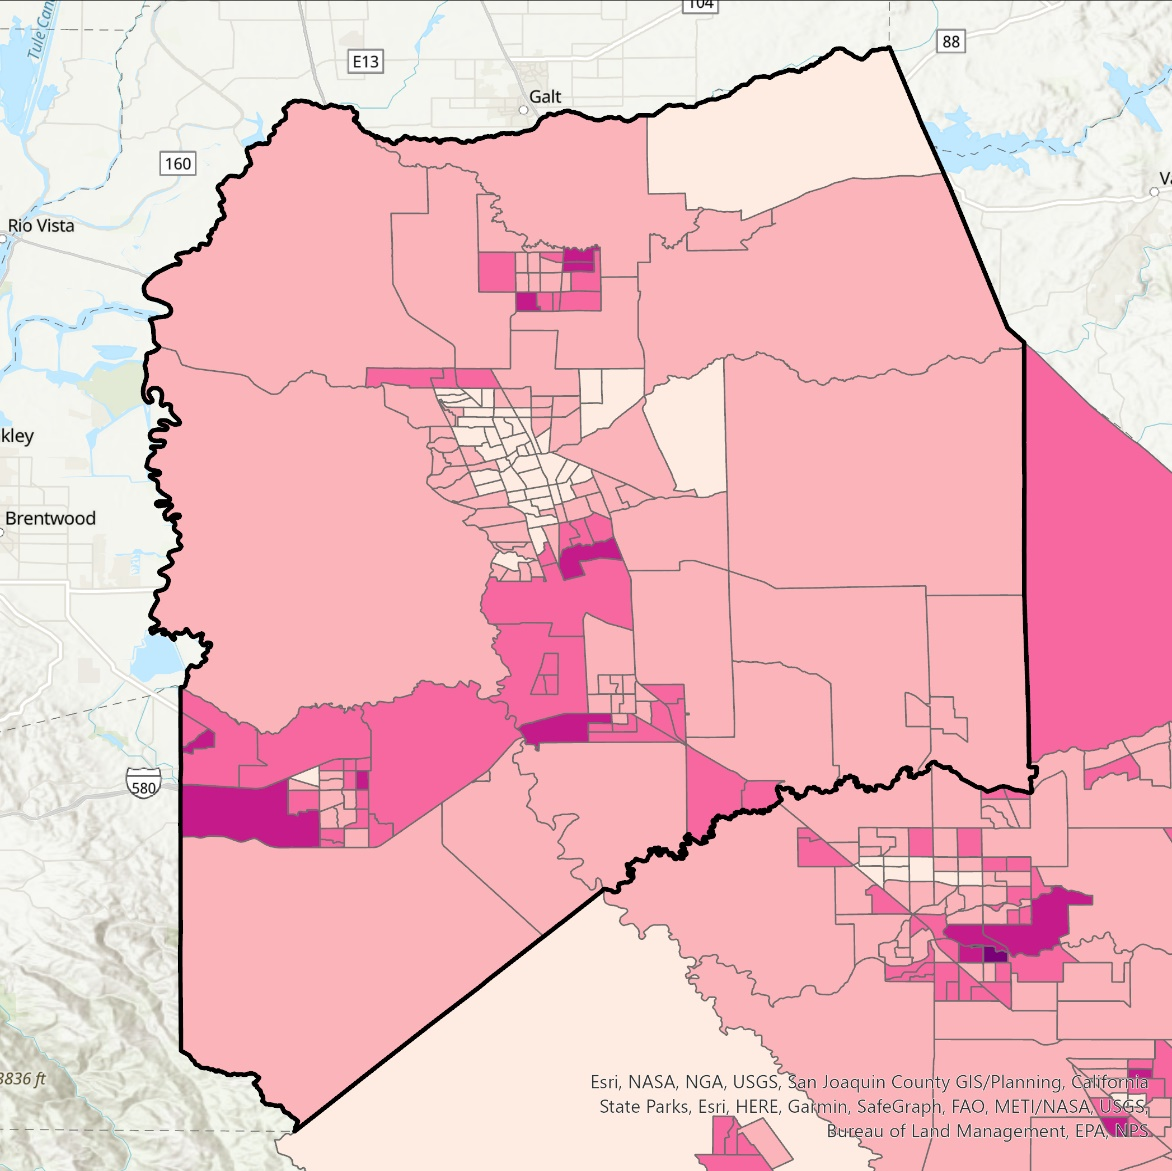 104
Tule Can
E13
88
Galt
160
Va
Rio Vista
kley
Brentwood
580
3836 ft
Esri, NASA, NGA, USGS, San Joaquin County GIS/Planning, California
State Parks, Esri, HERE, Garmin, SafeGraph, FAO, METI/NASA, USGS,
Bureau of Land Management, EPA, NPS